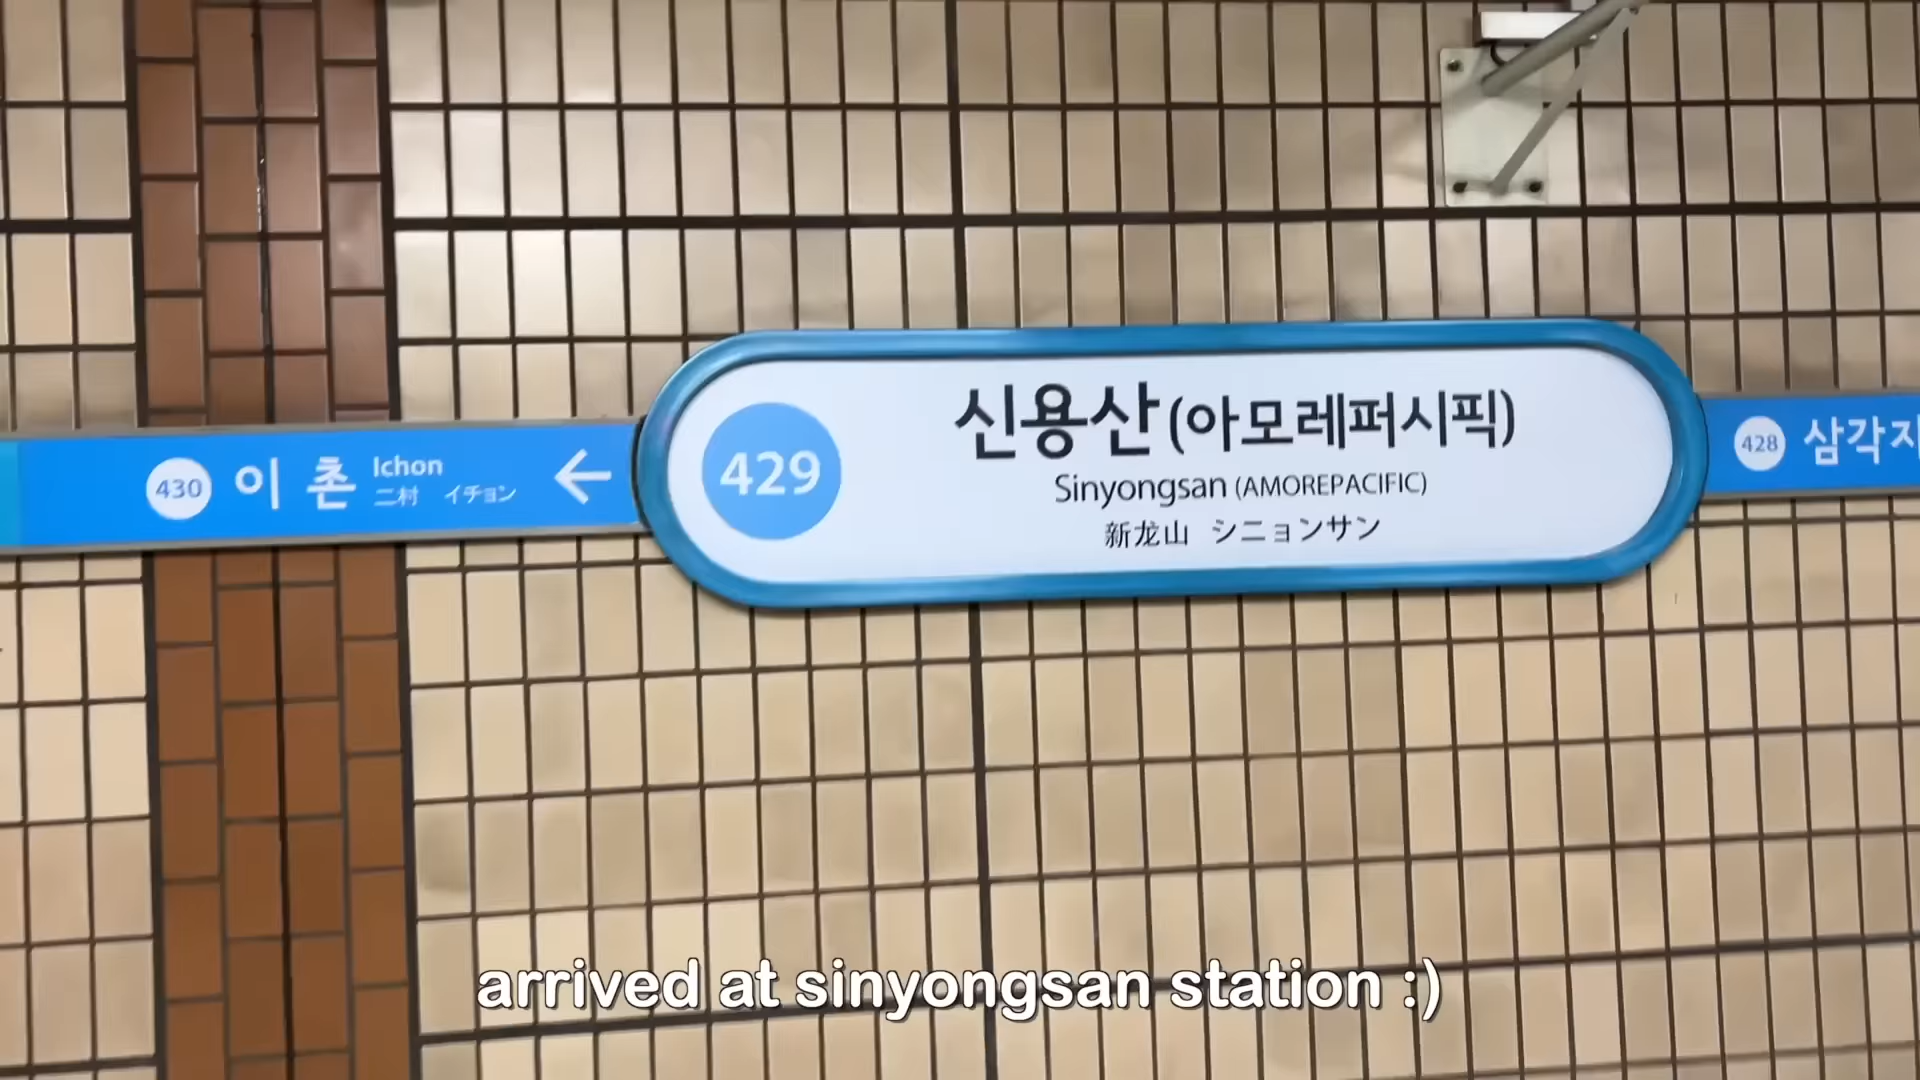 430 이촌 Ichon
二村 イチョン
←
429
신용산(아모레퍼시픽)
Sinyongsan (AMOREPACIFIC)
新龙山 シニョンサン
428 삼각지
arrived at sinyongsan station :)